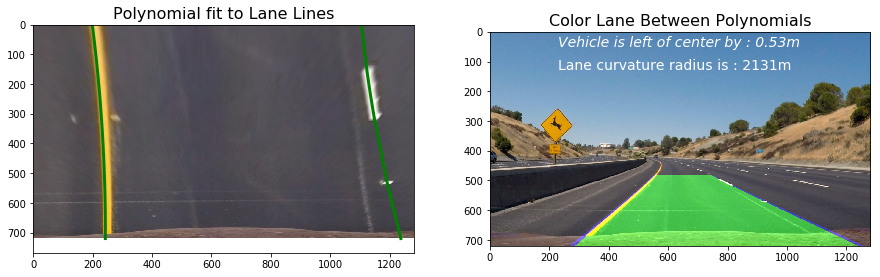 Polynomial fit to Lane Lines
0
100
200
300
400
500
600
700
0 200 400 600 800 1000 1200
Color Lane Between Polynomials
Vehicle is left of center by : 0.53m
Lane curvature radius is : 2131m
0
100
200
300
400
500
600
700
0 200 400 600 800 1000 1200